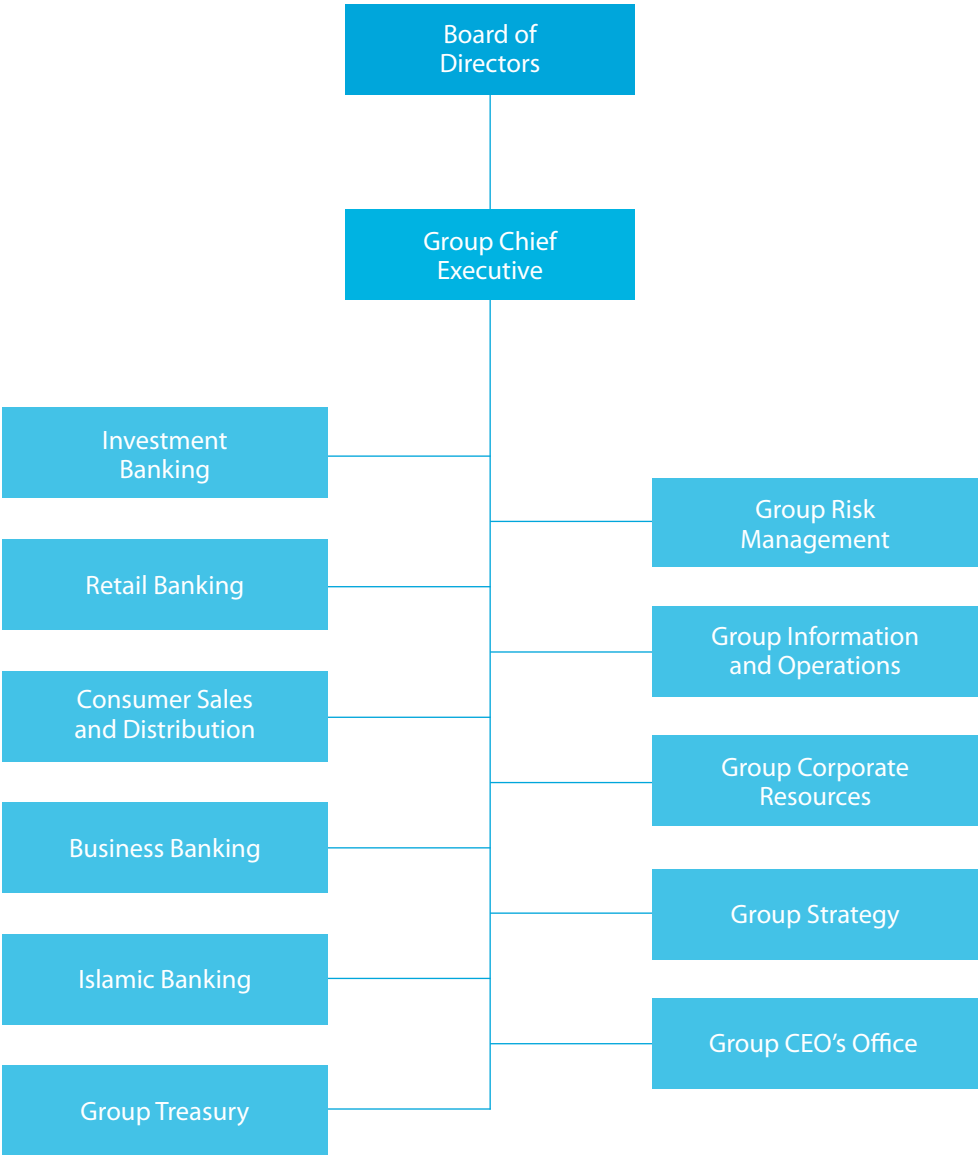 Board of
Directors
Group Chief
Executive
Investment
Banking
Retail Banking
Consumer Sales
and Distribution
Business Banking
Islamic Banking
Group Treasury
Group Risk
Management
Group Information
and Operations
Group Corporate
Resources
Group Strategy
Group CEO’s Office